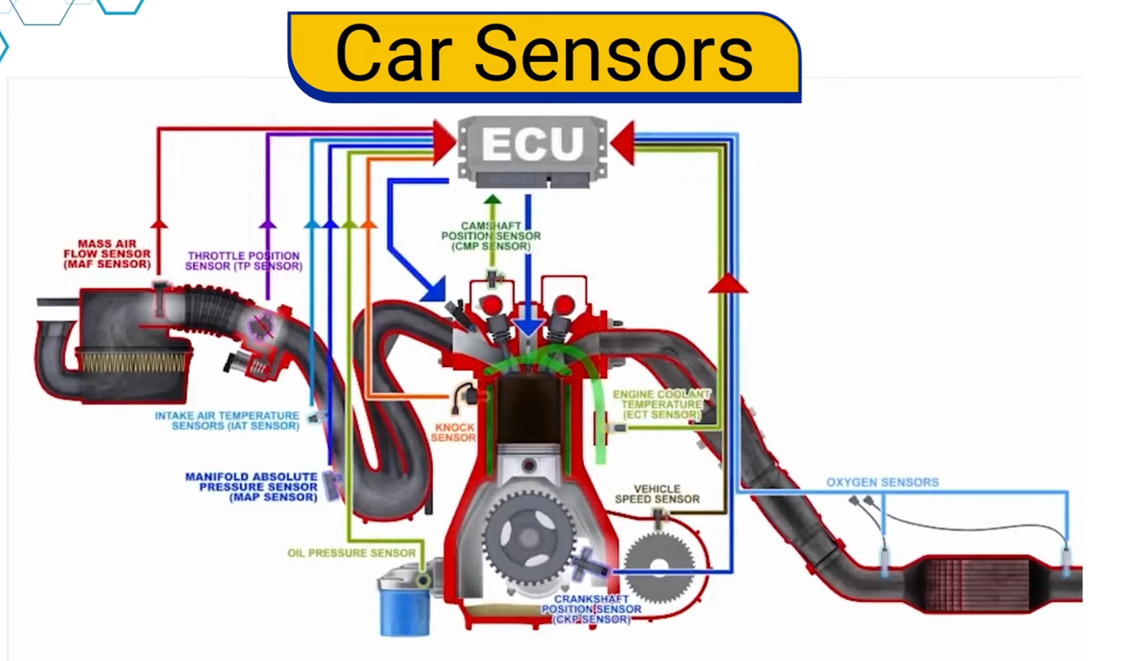 Car Sensors
ECU
CAMSHAFT
POSITION SENSOR
(CMP SENSOR)
MASS AIR
FLOW SENSOR
(MAF SENSOR)
THROTTLE POSITION
SENSOR (TP SENSOR)
INTAKE AIR TEMPERATURE
SENSORS (IAT SENSOR)
KNOCK
SENSOR
ENGINE COOLANT
TEMPERATURE
(ECT SENSOR)
MANIFOLD ABSOLUTE
PRESSURE SENSOR
(MAP SENSOR)
VEHICLE
SPEED SENSOR
OXYGEN SENSORS
OIL PRESSURE SENSOR
CRANKSHAFT
POSITION SENSOR
(CKP SENSOR)